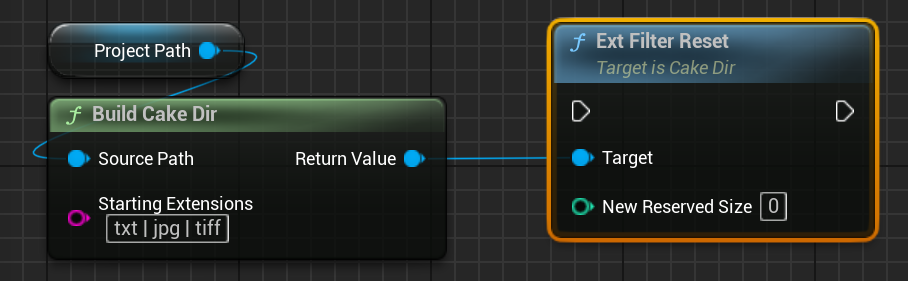 Project Path
f Build Cake Dir
Source Path
Return Value
Starting Extensions
txt | jpg | tiff
f Ext Filter Reset
Target is Cake Dir
Target
New Reserved Size 0